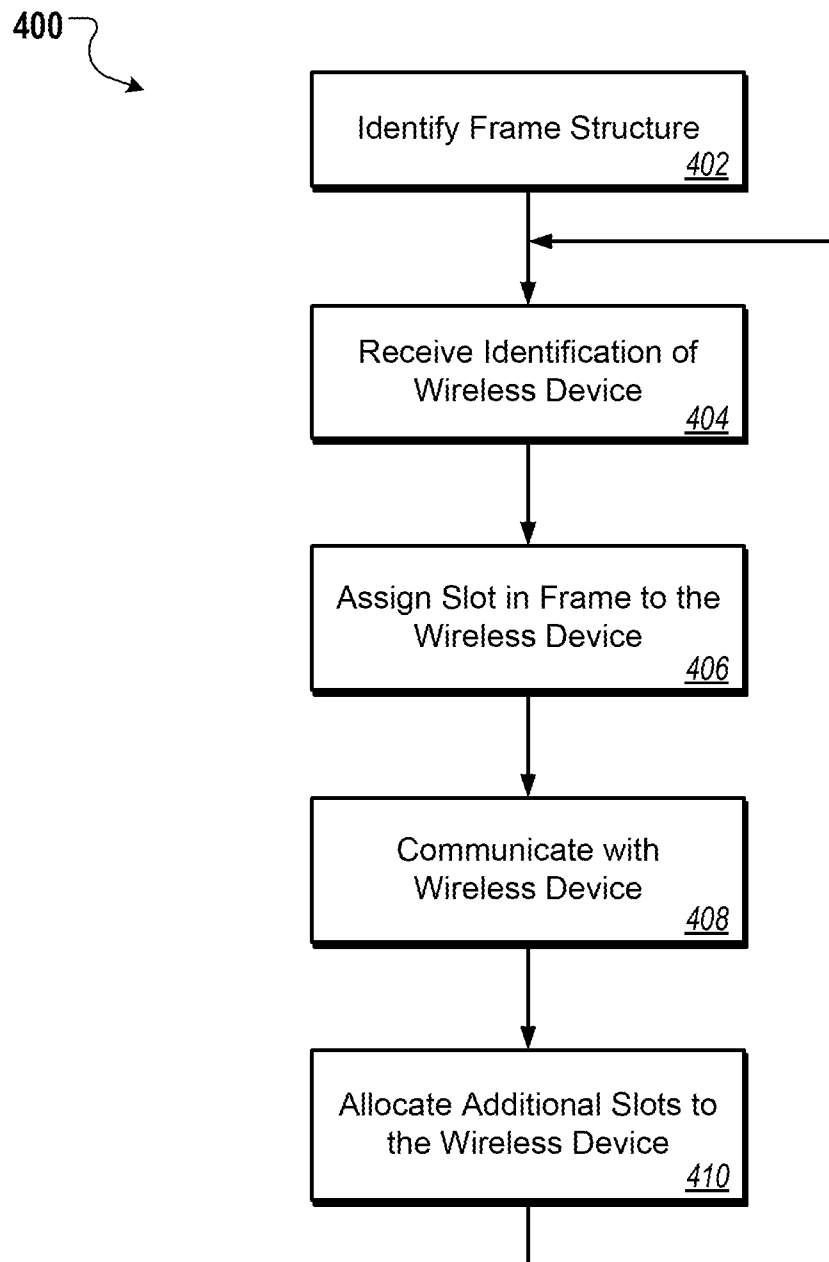 400
Identify Frame Structure
402
Receive Identification of
Wireless Device
404
Assign Slot in Frame to the
Wireless Device
406
Communicate with
Wireless Device
408
Allocate Additional Slots to
the Wireless Device
410